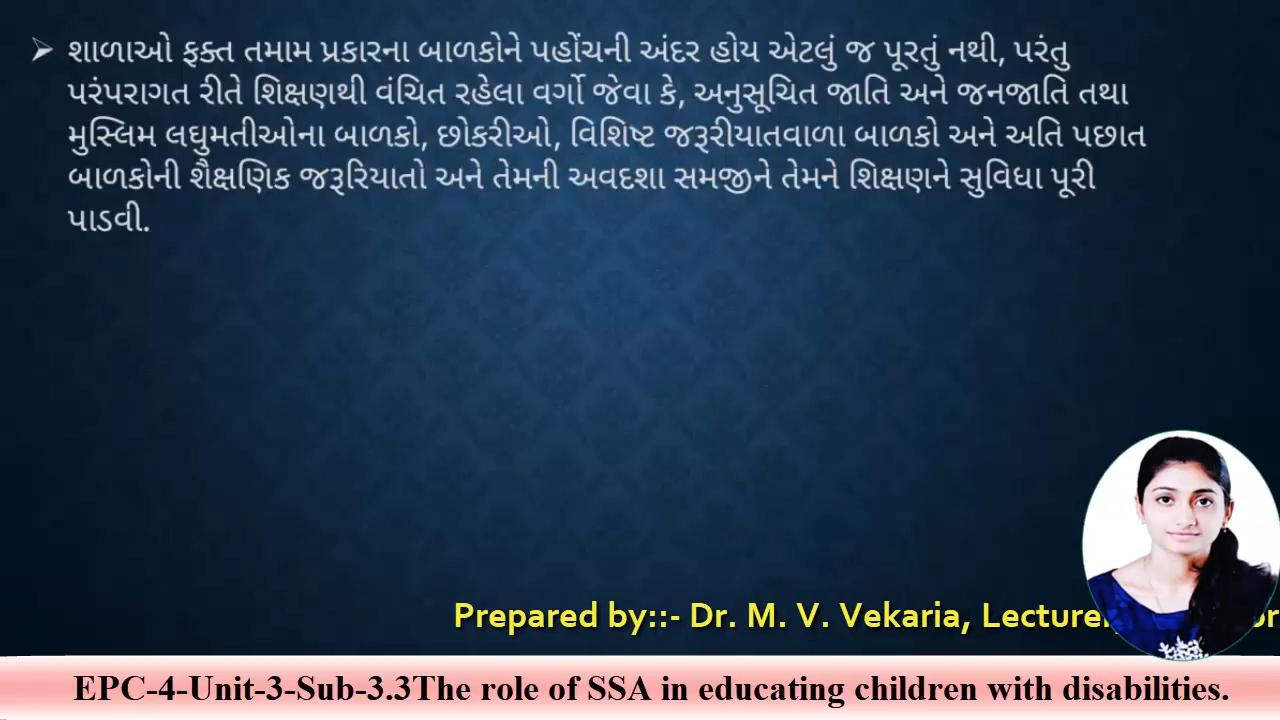 ➢ શાળાઓ ફક્ત તમામ પ્રકારના બાળકોને પહોંચની અંદર હોય એટલું જ પૂરતું નથી, પરંતુ
પરંપરાગત રીતે શિક્ષણથી વંચિત રહેલા વર્ગો જેવા કે, અનુસૂચિત જાતિ અને જનજાતિ તથા
મુસ્લિમ લઘુમતીઓના બાળકો, છોકરીઓ, વિશિષ્ટ જરૂરીયાતવાળા બાળકો અને અતિ પછાત
બાળકોની શૈક્ષણિક જરૂરિયાતો અને તેમની અવદશા સમજીને તેમને શિક્ષણને સુવિધા પૂરી
પાડવી.
Prepared by::- Dr. M. V. Vekaria,
EPC-4-Unit-3-Sub-3.3The role of SSA in educating children with disabilities.